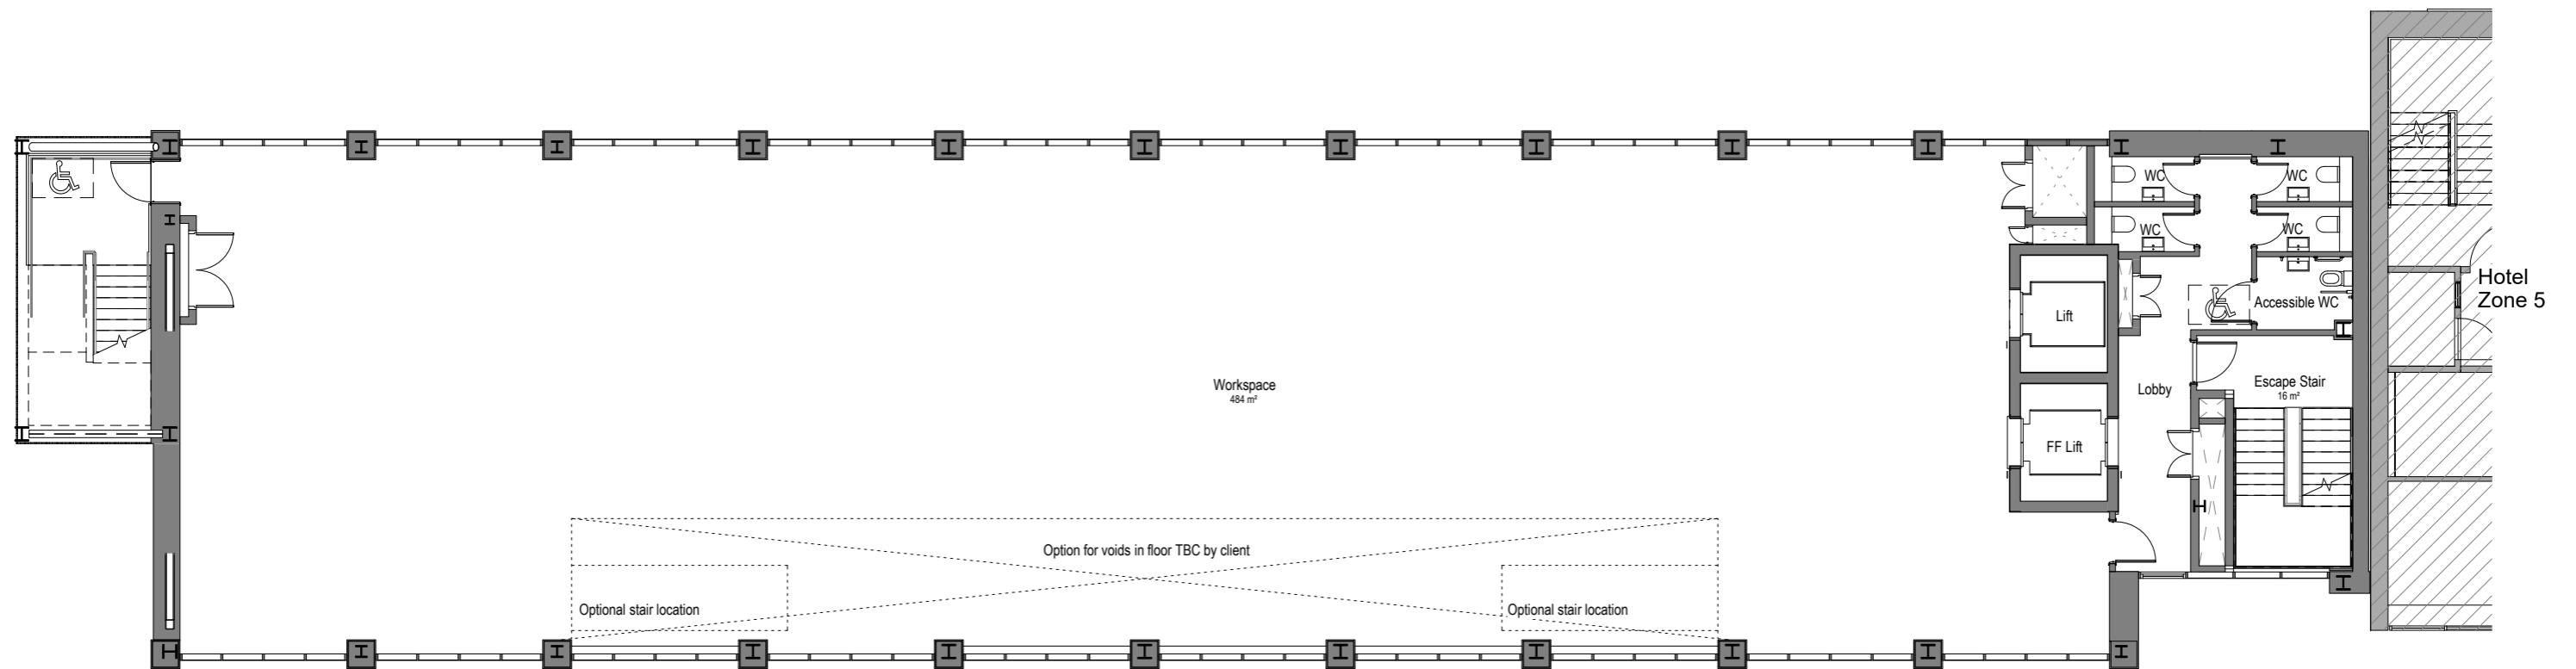 WC
WC
WC
WC
Hotel
Zone 5
Accessible WC
Lift
Workspace
484 m²
Lobby
Escape Stair
16 m²
FF Lift
Option for voids in floor TBC by client
Optional stair location
Optional stair location